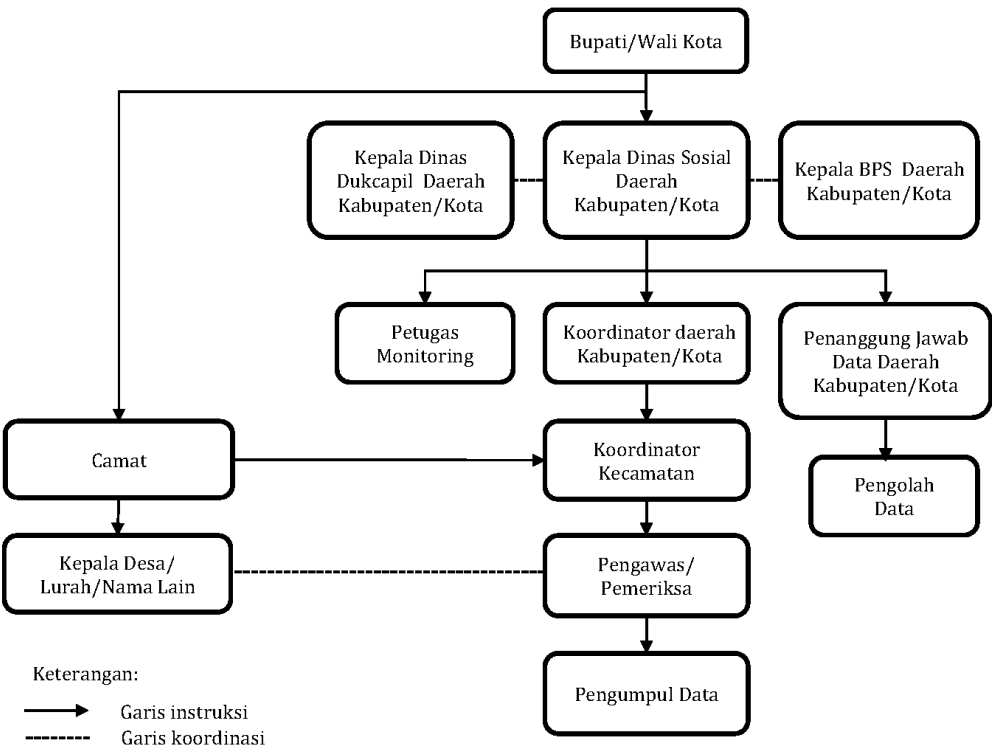 Bupati/Wali Kota
Kepala Dinas
Dukcapil Daerah
Kabupaten/Kota
Kepala Dinas Sosial
Daerah
Kabupaten/Kota
Kepala BPS Daerah
Kabupaten/Kota
Petugas
Monitoring
Koordinator daerah
Kabupaten/Kota
Penanggung Jawab
Data Daerah
Kabupaten/Kota
Camat
Koordinator
Kecamatan
Pengolah
Data
Kepala Desa/
Lurah/Nama Lain
Pengawas/
Pemeriksa
Pengumpul Data
Keterangan:
Garis instruksi
Garis koordinasi